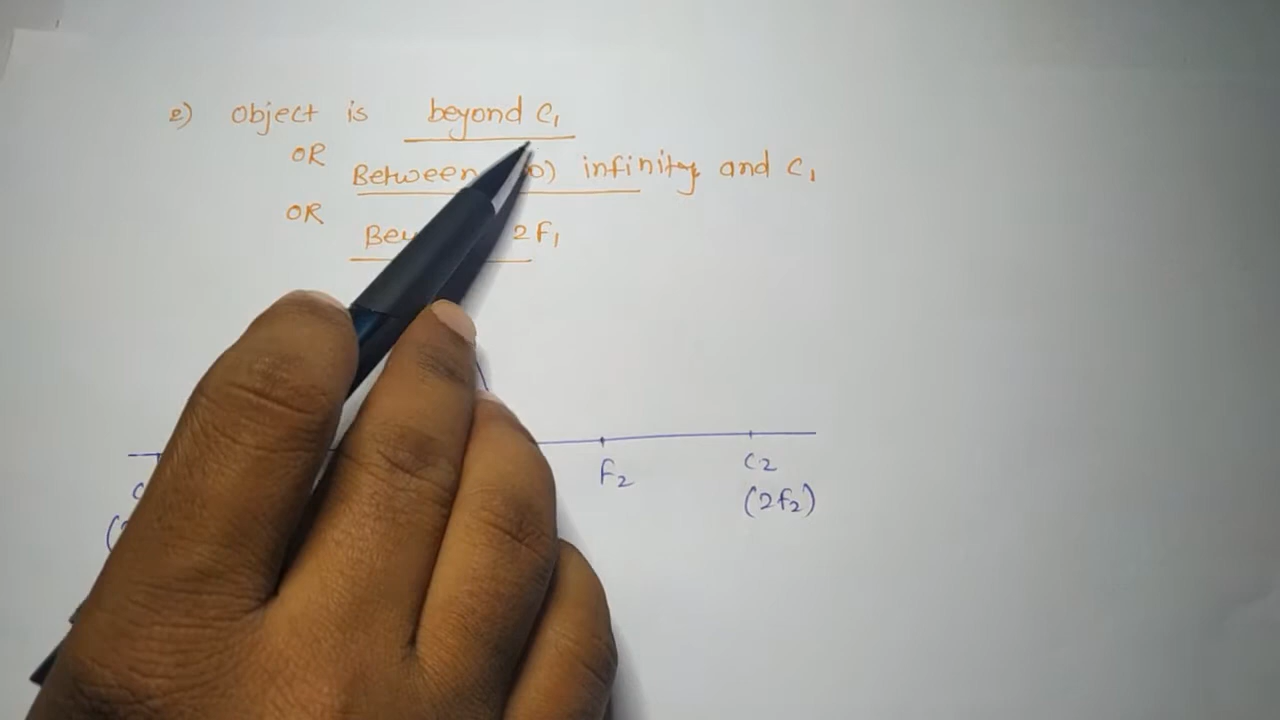 2) Object is beyond C₁
OR
Between infinity and C₁
OR
2F₁
F₂
C₂
(2f₂)